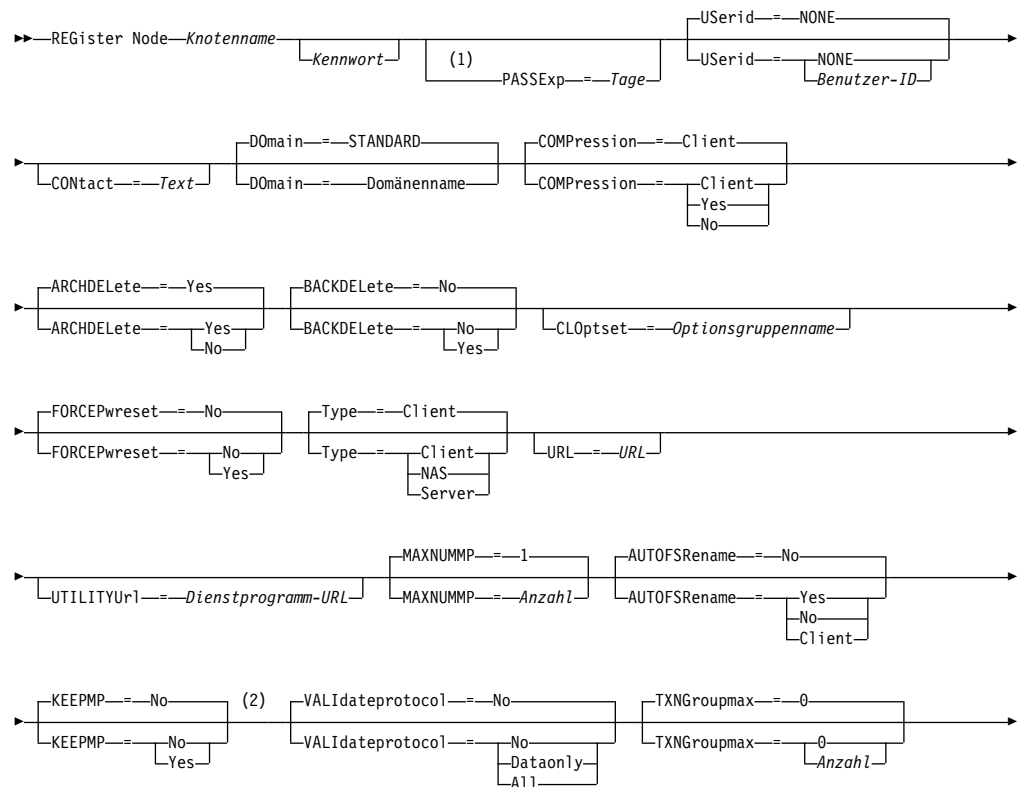 USerid = NONE
REGister Node Knotenname Kennwort (1) PASSExp = Tage USerid = NONE Benutzer-ID
DOmain = STANDARD COMPression = Client
CONtact = Text DOmain = Domänenname COMPression = Client Yes No
ARCHDELete = Yes BACKDELete = No
ARCHDELete = Yes No BACKDELete = No Yes CLOptset = Optionsgruppenname
FORCEPwreset = No Type = Client
FORCEPwreset = No Yes Type = Client NAS Server URL = URL
MAXNUMMP = 1 AUTOFSRename = No
UTILITYUrl = Dienstprogramm-URL MAXNUMMP = Anzahl AUTOFSRename = Yes No Client
KEEPMP = No (2) VALIdateprotocol = No TXNGroupmax = 0
KEEPMP = No Yes VALIdateprotocol = No Dataonly All TXNGroupmax = 0 Anzahl